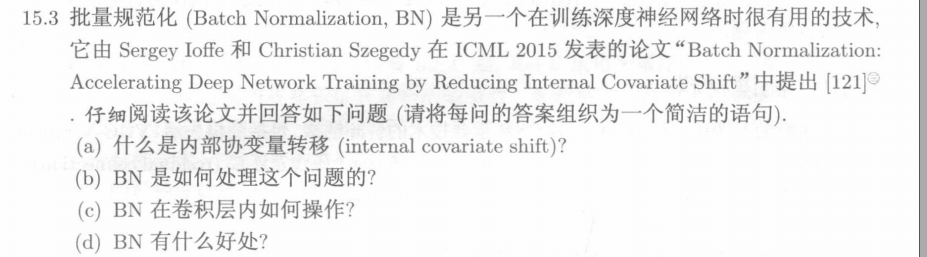 15.3 批量规范化 (Batch Normalization, BN) 是另一个在训练深度神经网络时很有用的技术,
它由 Sergey Ioffe 和 Christian Szegedy 在 ICML 2015 发表的论文“Batch Normalization:
Accelerating Deep Network Training by Reducing Internal Covariate Shift”中提出 [121]
. 仔细阅读该论文并回答如下问题 (请将每问的答案组织为一个简洁的语句).
(a) 什么是内部协变量转移 (internal covariate shift)?
(b) BN 是如何处理这个问题的?
(c) BN 在卷积层内如何操作?
(d) BN 有什么好处?